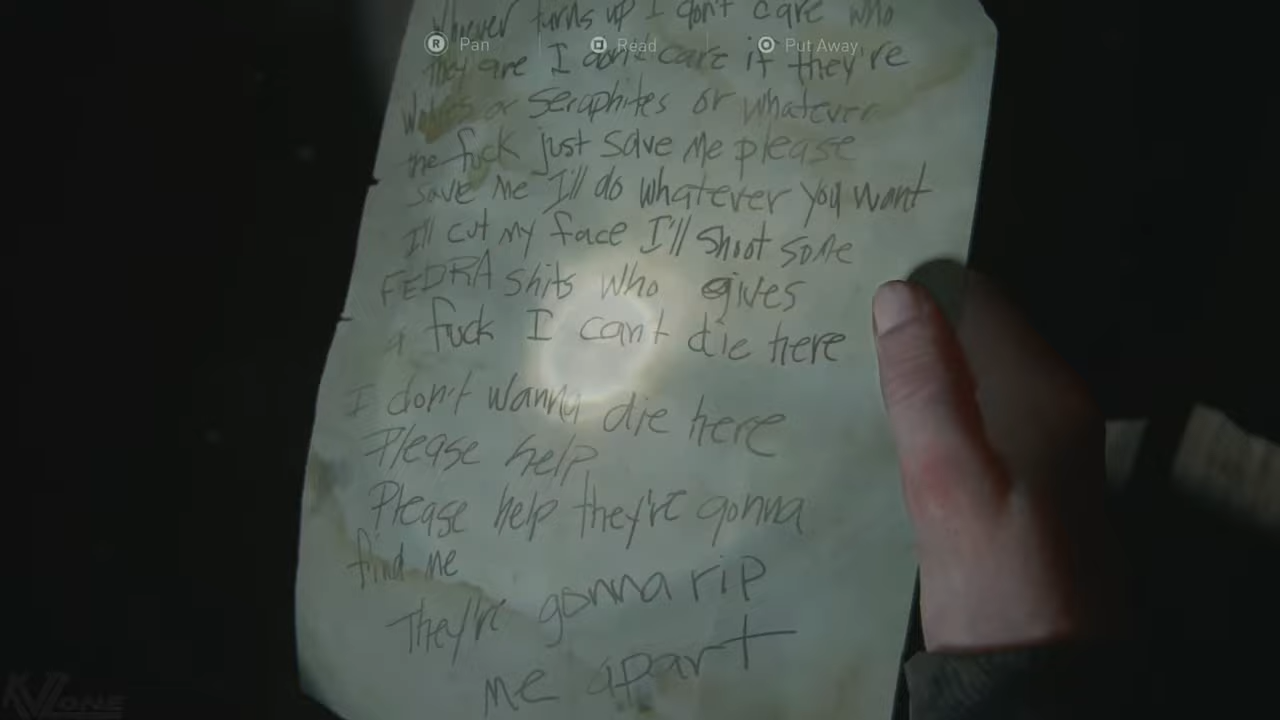 Whoever turns up I don't care who
R Pan Read Put Away
they are I don't care if they're
Wolves or Seraphites or whatever
the fuck just save me please
save me I'll do whatever you want
I'll cut my face I'll shoot some
FEDRA shits who gives
a fuck I can't die here
I don't wanna die here
Please help
Please help they're gonna
find me
They're gonna rip
me apart
KV ZONE